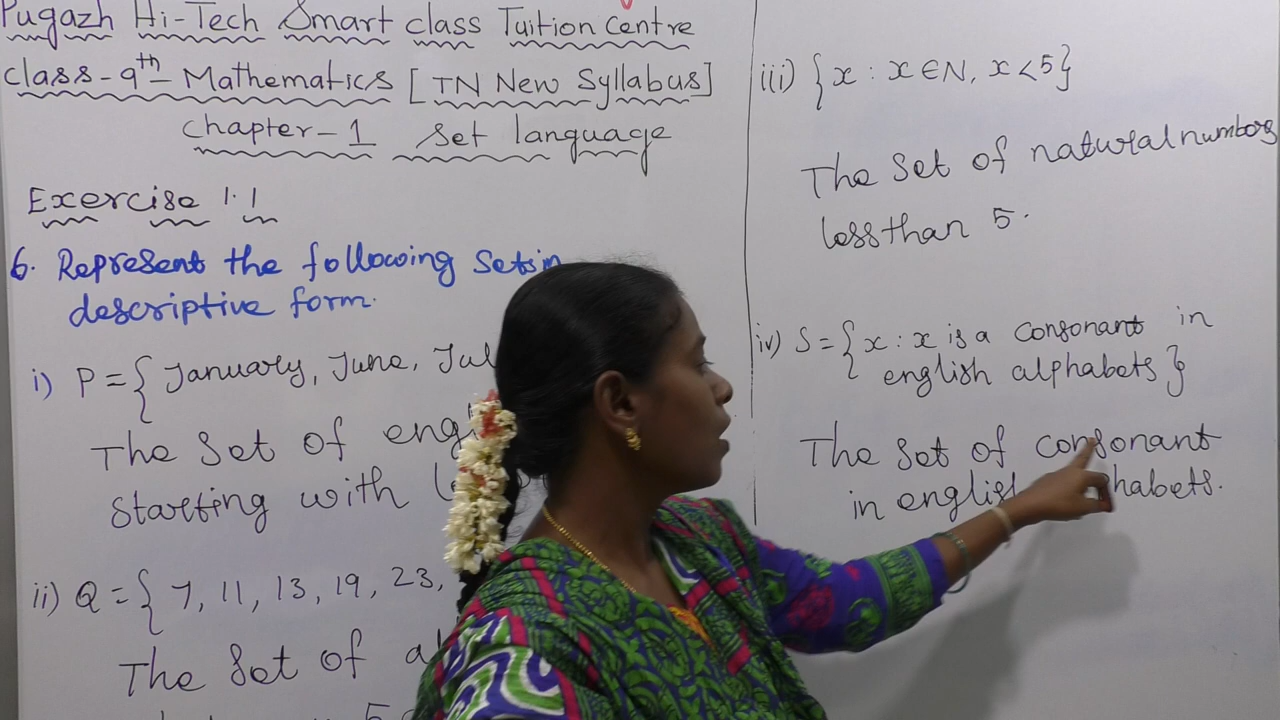 Pugazh Hi-Tech Smart class Tuition Centre
class-9th Mathematics [TN New Syllabus]
Chapter-1 Set language
Exercise 1.1
6. Represent the following Sets in
descriptive form.
i) P={January, June, Jul
The Set of eng
Starting with
ii) Q={7, 11, 13, 19, 23,
The Set of al
iii) {x : x∈N, x<5}
The Set of natural numbers
less than 5.
iv) S={x : x is a Consonant in
english alphabets}
The Set of consonant
in english habets.